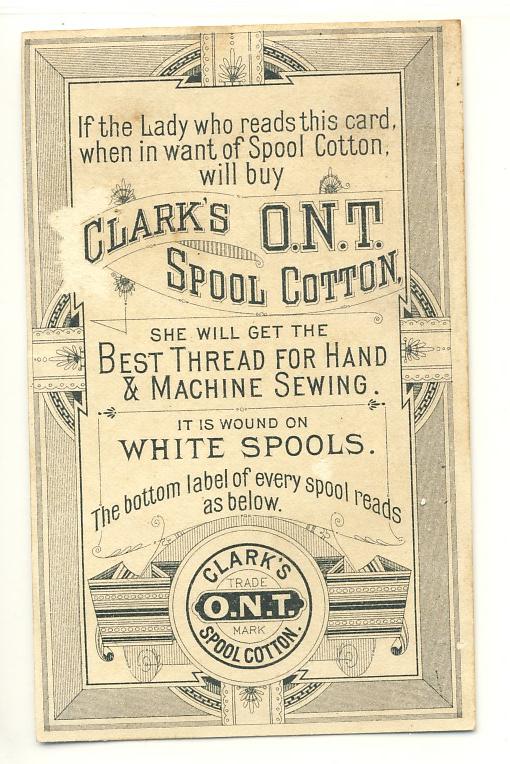 If the Lady who reads this card,
when in want of Spool Cotton,
will buy
CLARK'S O.N.T.
SPOOL COTTON,
SHE WILL GET THE
BEST THREAD FOR HAND
& MACHINE SEWING.
IT IS WOUND ON
WHITE SPOOLS.
The bottom label of every spool reads
as below.
CLARK'S
TRADE
O.N.T.
MARK
SPOOL COTTON.